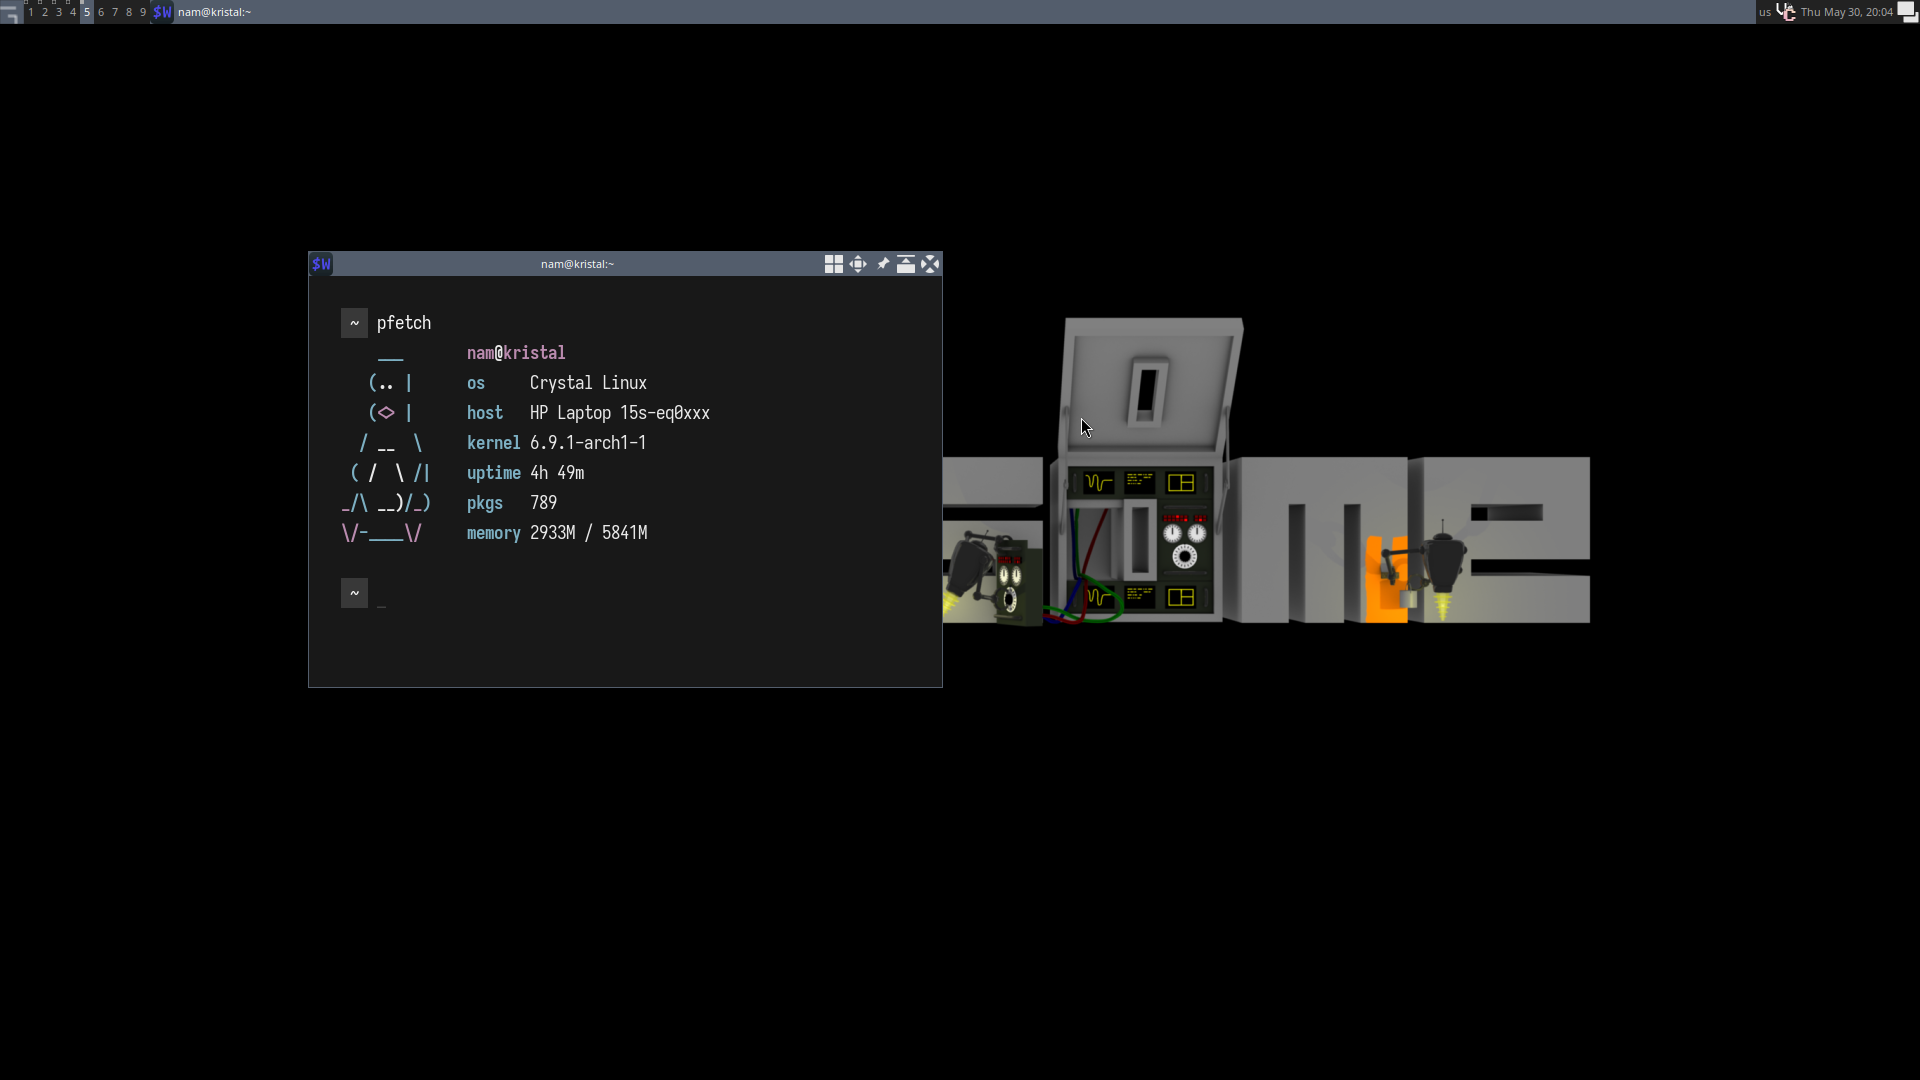 1 2 3 4 5 6 7 8 9 $W nam@kristal:~ us Thu May 30, 20:04
$W nam@kristal:~
~ pfetch
___ nam@kristal
(.. | os Crystal Linux
(<> | host HP Laptop 15s-eq0xxx
/ __ \ kernel 6.9.1-arch1-1
( / \ /| uptime 4h 49m
_/\ __)/_) pkgs 789
\/-____\/ memory 2933M / 5841M
~ _